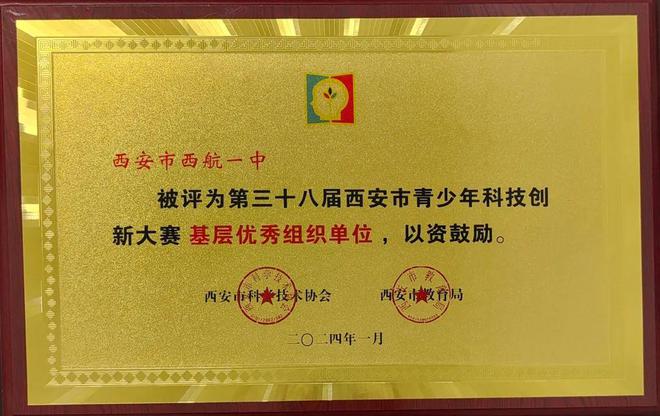 西安市西航一中
被评为第三十八届西安市青少年科技创
新大赛 基层优秀组织单位，以资鼓励。
西安市科学技术协会 西安市教育局
二〇二四年一月